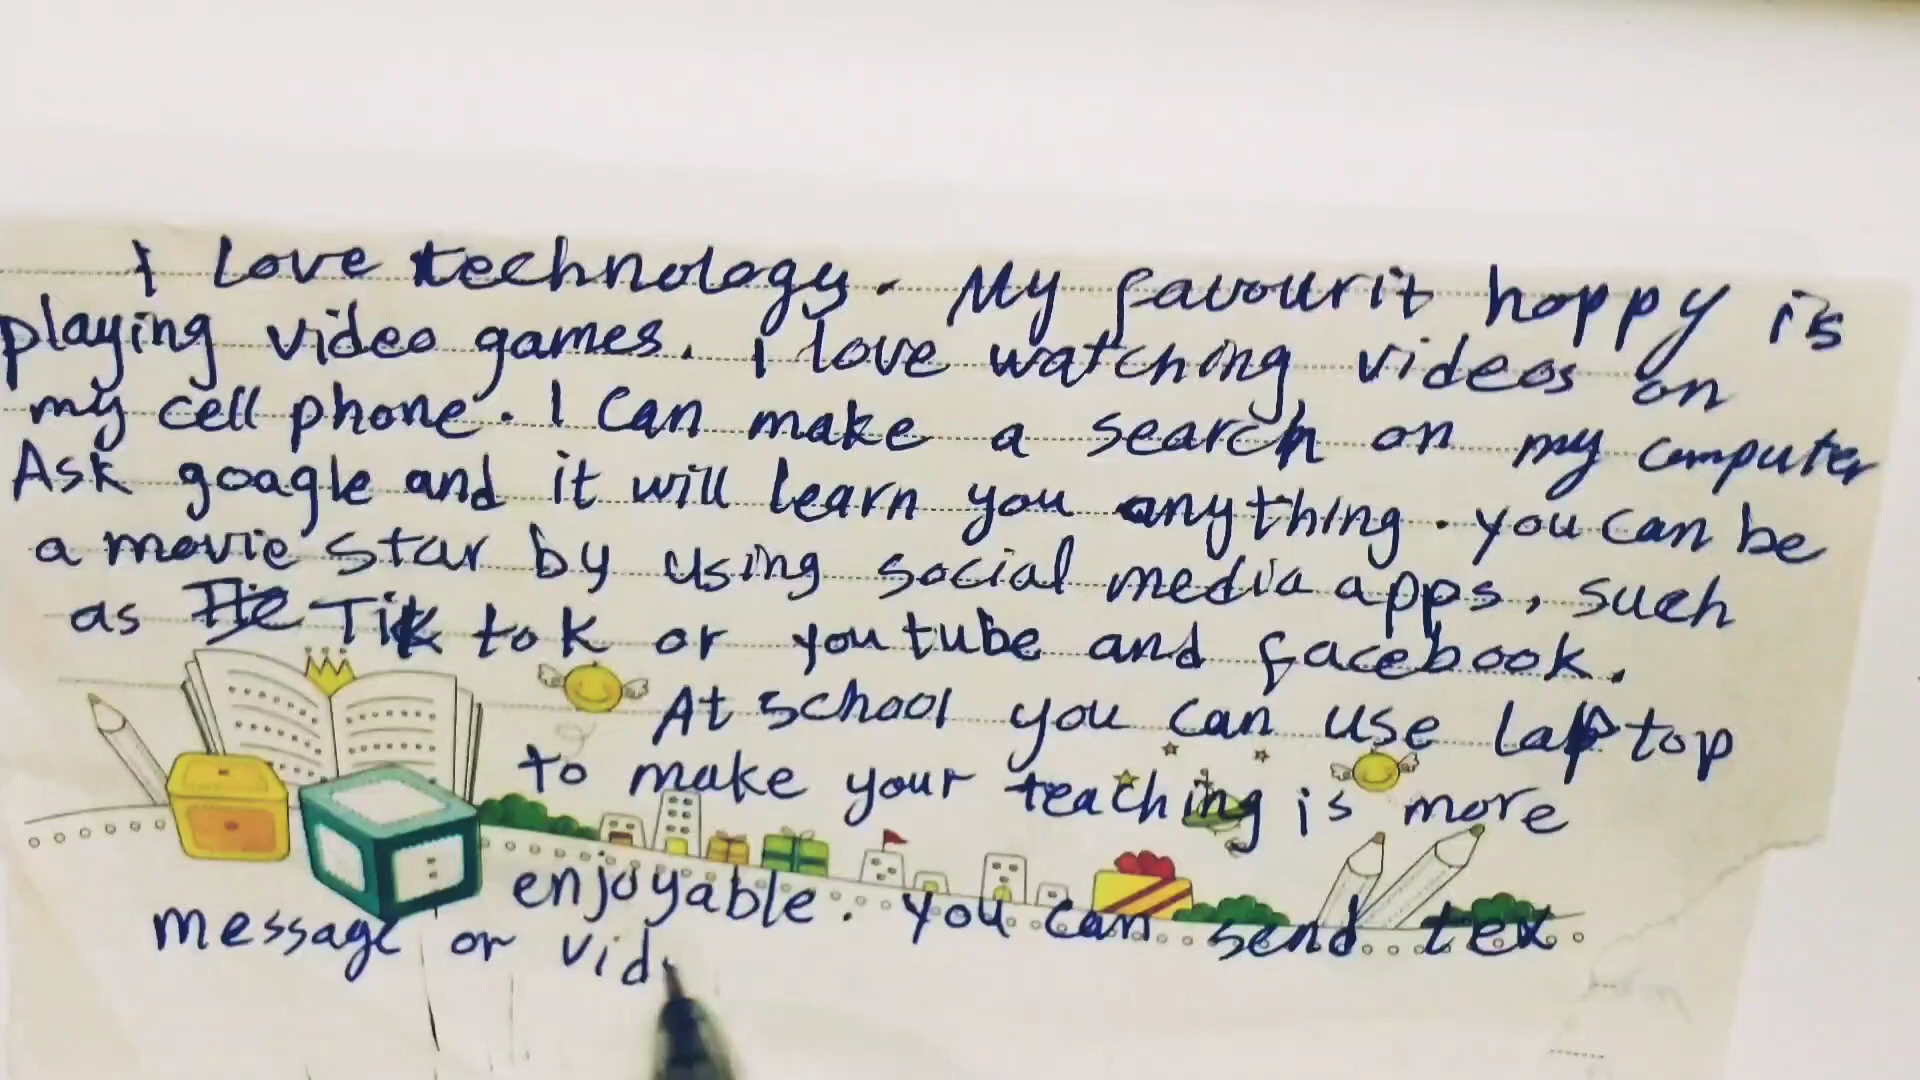 I Love technology. My favourit hoppy is
playing video games. I love watching videos on
my cell phone. I can make a search on my computer
Ask goagle and it will learn you anything. you can be
a movie star by using social media apps, such
as Tik tok or youtube and facebook.
At school you can use laptop
to make your teaching is more
enjoyable. you can send tex
message or vid